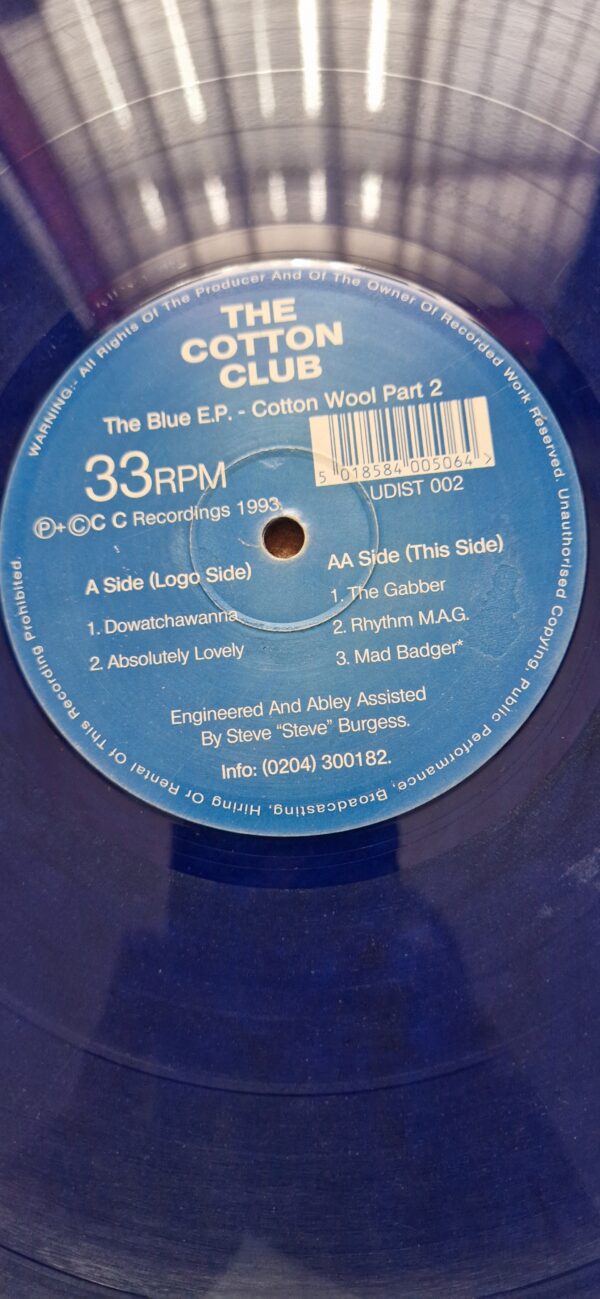 WARNING:- All Rights Of The Producer And Of The Owner Of Recorded Work Reserved. Unauthorised Copying, Public Performance, Broadcasting, Hiring Or Rental Of This Recording Prohibited.
THE
COTTON
CLUB
The Blue E.P. - Cotton Wool Part 2
33RPM
5 018584 005064 >
UDIST 002
Ⓟ+ⒸC C Recordings 1993.
A Side (Logo Side)
1. Dowatchawanna
2. Absolutely Lovely
AA Side (This Side)
1. The Gabber
2. Rhythm M.A.G.
3. Mad Badger*
Engineered And Abley Assisted
By Steve "Steve" Burgess.
Info: (0204) 300182.